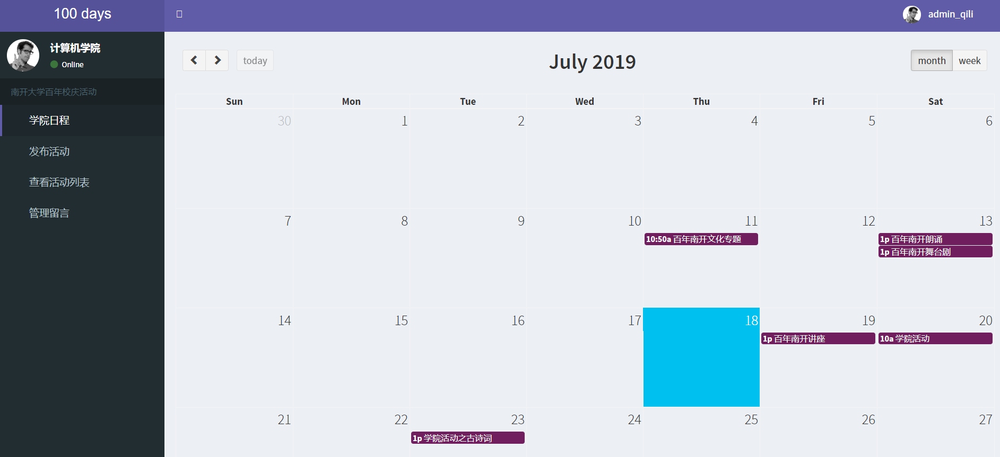 100 days
admin_qili
计算机学院
Online
南开大学百年校庆活动
学院日程
发布活动
查看活动列表
管理留言
today
July 2019
month week
Sun Mon Tue Wed Thu Fri Sat
30 1 2 3 4 5 6
7 8 9 10 11 12 13
10:50a 百年南开文化专题
1p 百年南开朗诵
1p 百年南开舞台剧
14 15 16 17 18 19 20
1p 百年南开讲座
10a 学院活动
21 22 23 24 25 26 27
1p 学院活动之古诗词